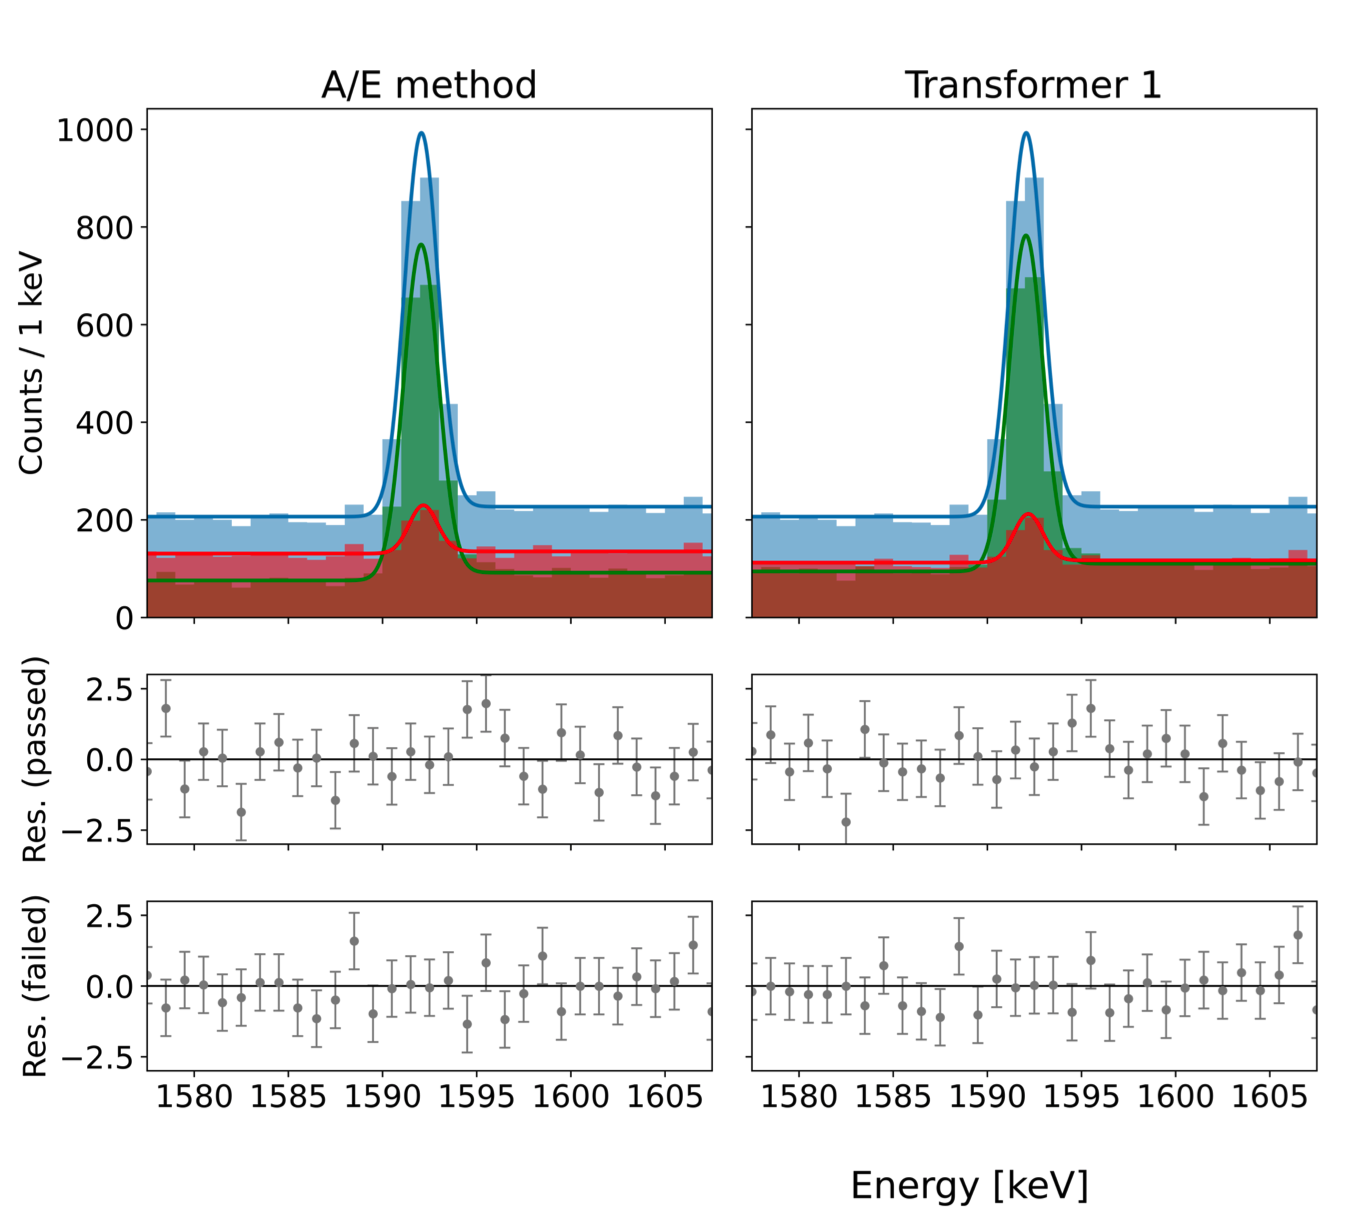 A/E method
Transformer 1
Counts / 1 keV
1000
800
600
400
200
0
Res. (passed)
2.5
0.0
−2.5
Res. (failed)
2.5
0.0
−2.5
1580 1585 1590 1595 1600 1605
1580 1585 1590 1595 1600 1605
Energy [keV]